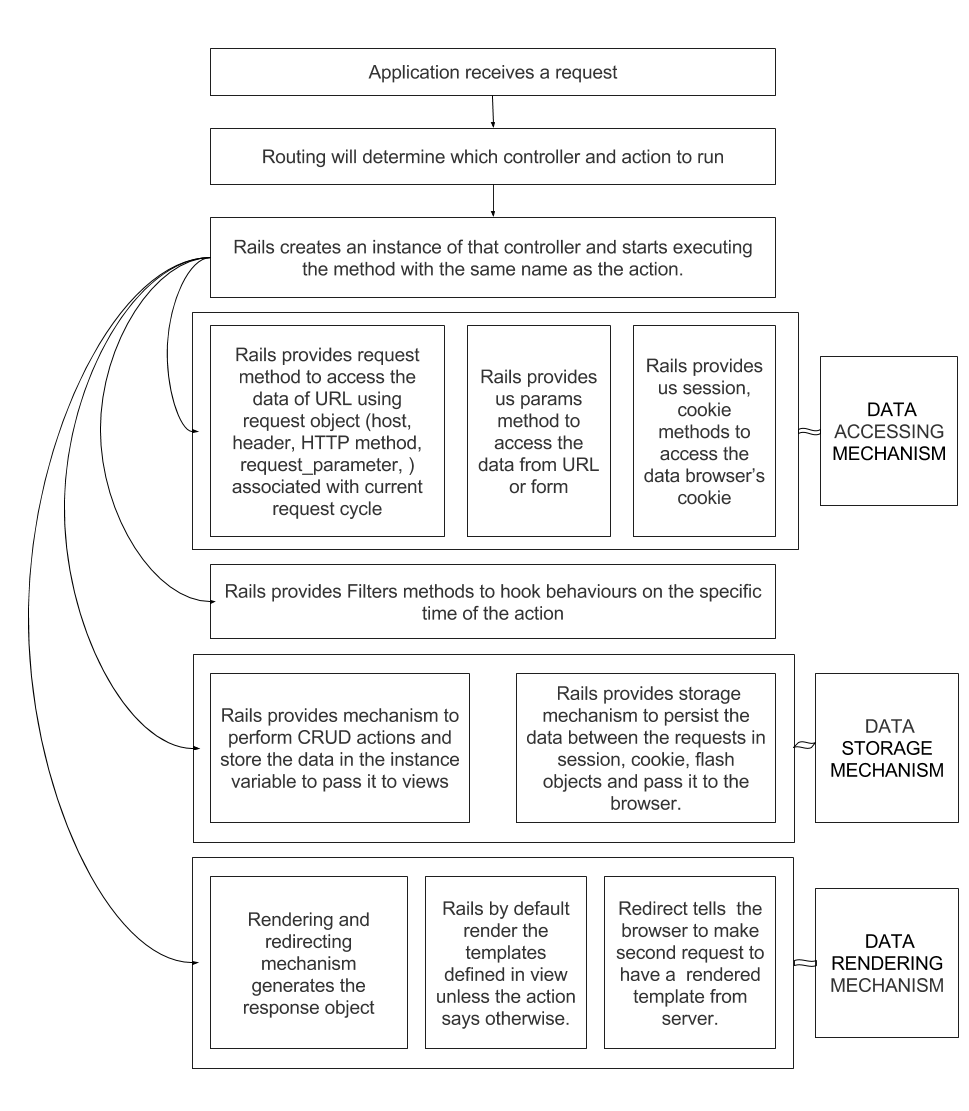 Application receives a request
Routing will determine which controller and action to run
Rails creates an instance of that controller and starts executing
the method with the same name as the action.
Rails provides request
method to access the
data of URL using
request object (host,
header, HTTP method,
request_parameter, )
associated with current
request cycle
Rails provides
us params
method to
access the
data from URL
or form
Rails provides
us session,
cookie
methods to
access the
data browser's
cookie
DATA
ACCESSING
MECHANISM
Rails provides Filters methods to hook behaviours on the specific
time of the action
Rails provides mechanism to
perform CRUD actions and
store the data in the instance
variable to pass it to views
Rails provides storage
mechanism to persist the
data between the requests in
session, cookie, flash
objects and pass it to the
browser.
DATA
STORAGE
MECHANISM
Rendering and
redirecting
mechanism
generates the
response object
Rails by default
render the
templates
defined in view
unless the action
says otherwise.
Redirect tells  the
browser to make
second request to
have a  rendered
template from
server.
DATA
RENDERING
MECHANISM